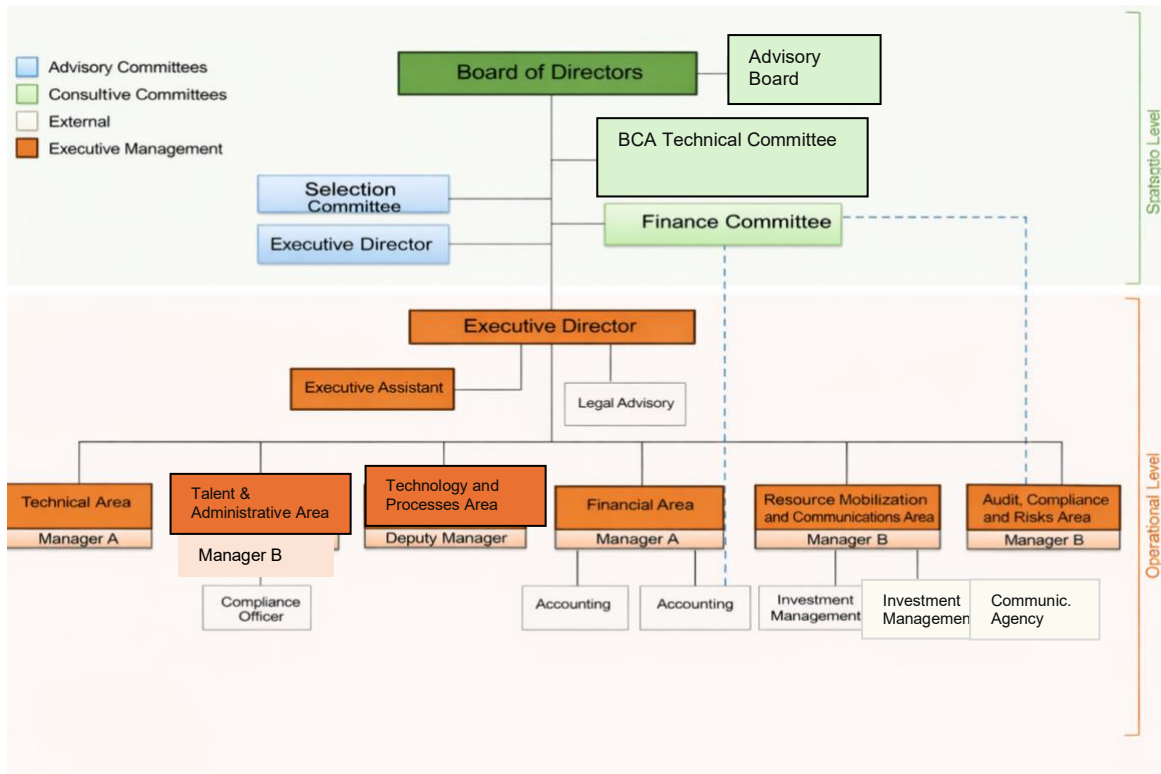 Board of Directors
Advisory
Board
Advisory Committees
Consultive Committees
External
Executive Management
BCA Technical Committee
Selection
Committee
Finance Committee
Executive Director
Spatsqtio Level
Executive Director
Executive Assistant
Legal Advisory
Technical Area
Manager A
Talent &
Administrative Area
Manager B
Technology and
Processes Area
Deputy Manager
Financial Area
Manager A
Resource Mobilization
and Communications Area
Manager B
Audit, Compliance
and Risks Area
Manager B
Compliance
Officer
Accounting
Accounting
Investment
Management
Investment
Managemen
Communic.
Agency
Operational Level